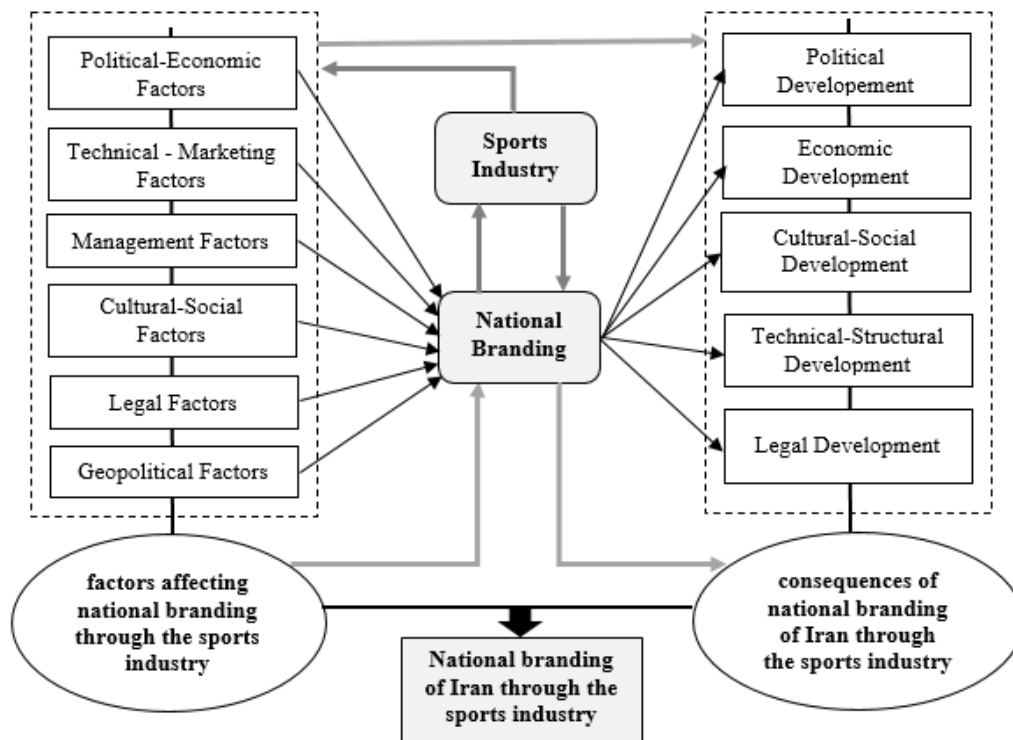 Political-Economic
Factors
Technical - Marketing
Factors
Management Factors
Cultural-Social
Factors
Legal Factors
Geopolitical Factors
factors affecting
national branding
through the sports
industry
Sports
Industry
National
Branding
National branding
of Iran through the
sports industry
Political
Developement
Economic
Development
Cultural-Social
Development
Technical-Structural
Development
Legal Development
consequences of
national branding
of Iran through
the sports industry